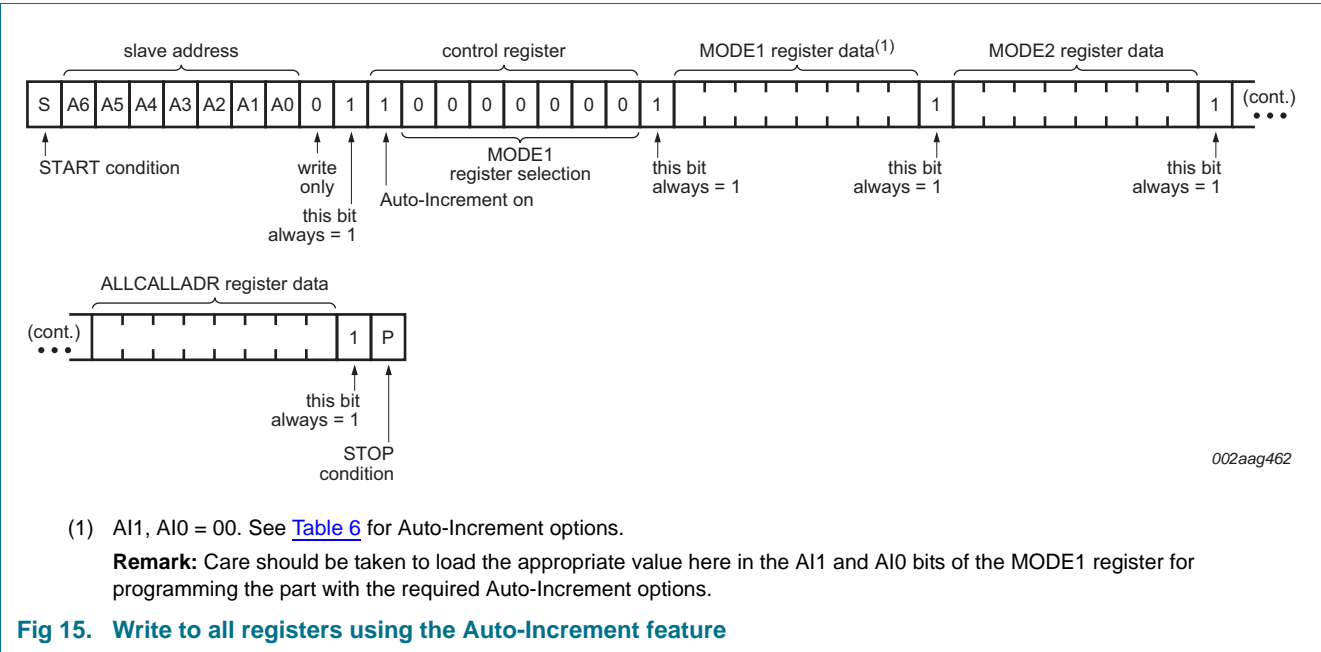 slave address control register MODE1 register data(1) MODE2 register data
S A6 A5 A4 A3 A2 A1 A0 0 1 1 0 0 0 0 0 0 0 1 1 1 (cont.)
START condition
write
only
this bit
always = 1
Auto-Increment on
MODE1
register selection
this bit
always = 1
this bit
always = 1
this bit
always = 1
ALLCALLADR register data
(cont.) 1 P
this bit
always = 1
STOP
condition
002aag462
(1) AI1, AI0 = 00. See Table 6 for Auto-Increment options.
Remark: Care should be taken to load the appropriate value here in the AI1 and AI0 bits of the MODE1 register for
programming the part with the required Auto-Increment options.
Fig 15. Write to all registers using the Auto-Increment feature